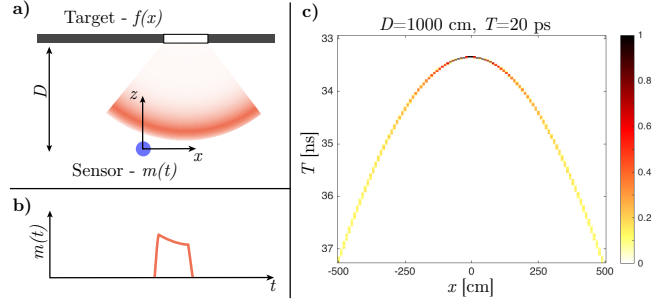 a)
Target - f(x)
D
z
x
Sensor - m(t)
b)
m(t)
t
c)
D=1000 cm, T=20 ps
33
34
35
36
37
T [ns]
-500
-250
0
250
500
x [cm]
1
0.8
0.6
0.4
0.2
0